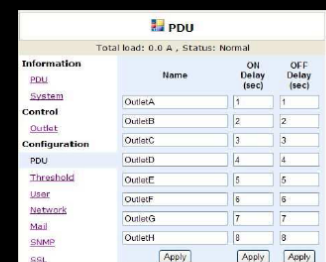 PDU
Total load: 0.0 A , Status: Normal
Information
PDU
System
Control
Outlet
Configuration
PDU
Threshold
User
Network
Mail
SNMP
SSL
Name ON Delay (sec) OFF Delay (sec)
OutletA 1 1
OutletB 2 2
OutletC 3 3
OutletD 4 4
OutletE 5 5
OutletF 6 6
OutletG 7 7
OutletH 8 8
Apply Apply Apply